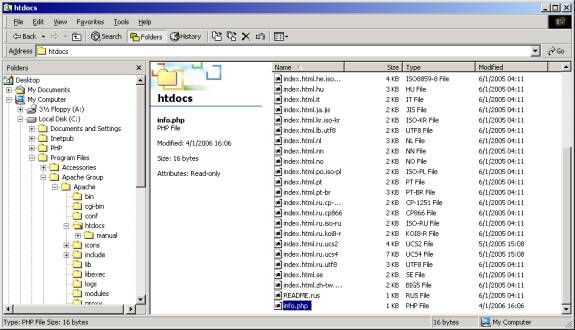 htdocs
File Edit View Favorites Tools Help
Back Search Folders History
Address htdocs Go
Folders
Desktop
My Documents
My Computer
3½ Floppy (A:)
Local Disk (C:)
Documents and Settings
Inetpub
PHP
Program Files
Accessories
Apache Group
Apache
bin
cgi-bin
conf
htdocs
manual
icons
include
lib
libexec
logs
modules
proxy
htdocs
info.php
PHP File
Modified: 4/1/2006 16:06
Size: 16 bytes
Attributes: Read-only
Name Size Type Modified
index.html.he.iso... 4 KB ISO8859-8 File 6/1/2005 04:11
index.html.hu 3 KB HU File 6/1/2005 04:11
index.html.it 2 KB IT File 6/1/2005 04:11
index.html.ja.jis 2 KB JIS File 6/1/2005 04:11
index.html.kr.iso-kr 2 KB ISO-KR File 6/1/2005 04:11
index.html.lb.utf8 2 KB UTF8 File 6/1/2005 04:11
index.html.nl 3 KB NL File 6/1/2005 04:11
index.html.nn 2 KB NN File 6/1/2005 04:11
index.html.no 2 KB NO File 6/1/2005 04:11
index.html.po.iso-pl 2 KB ISO-PL File 6/1/2005 04:11
index.html.pt 2 KB PT File 6/1/2005 04:11
index.html.pt-br 3 KB PT-BR File 6/1/2005 04:11
index.html.ru.cp-... 2 KB CP-1251 File 6/1/2005 04:11
index.html.ru.cp866 2 KB CP866 File 6/1/2005 04:11
index.html.ru.iso-ru 2 KB ISO-RU File 6/1/2005 04:11
index.html.ru.koi8-r 2 KB KOI8-R File 6/1/2005 04:11
index.html.ru.ucs2 4 KB UCS2 File 6/1/2005 15:08
index.html.ru.ucs4 7 KB UCS4 File 6/1/2005 15:08
index.html.ru.utf8 3 KB UTF8 File 6/1/2005 04:11
index.html.se 2 KB SE File 6/1/2005 04:11
index.html.zh-tw.... 2 KB BIG5 File 6/1/2005 04:11
README.rus 1 KB RUS File 6/1/2005 04:11
info.php 1 KB PHP File 4/1/2006 16:06
Type: PHP File Size: 16 bytes 16 bytes My Computer